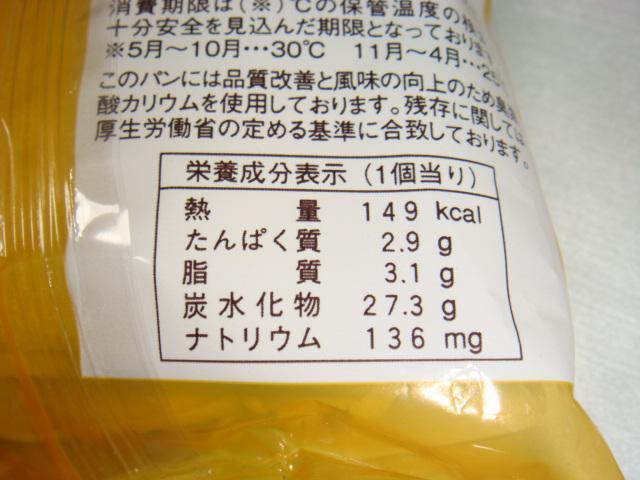 消費期限は(※)℃の保管温度の検
十分安全を見込んだ期限となっております
※5月〜10月…30℃ 11月〜4月…25
このパンには品質改善と風味の向上のため臭素
酸カリウムを使用しております。残存に関しては
厚生労働省の定める基準に合致しております。
栄養成分表示(1個当り)
熱量 149 kcal
たんぱく質 2.9 g
脂質 3.1 g
炭水化物 27.3 g
ナトリウム 136 mg